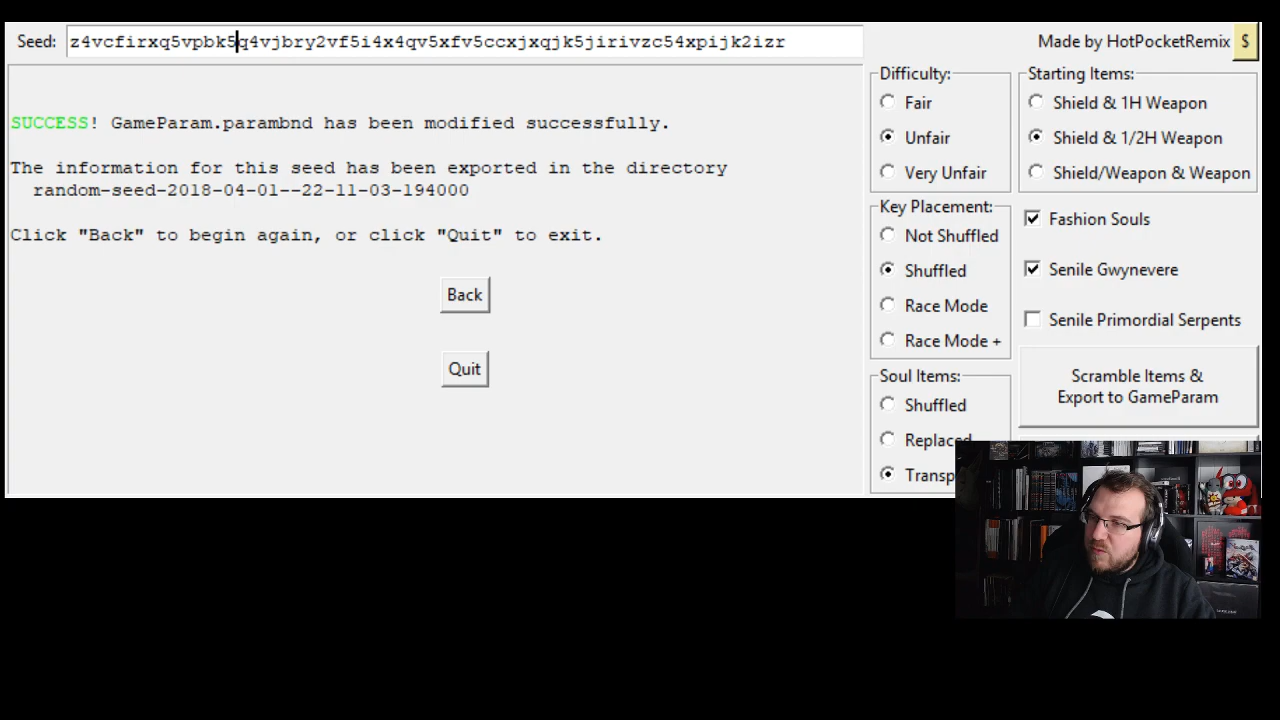 Seed: z4vcfirxq5vpbk5q4vjbry2vf5i4x4qv5xfv5ccxjxqjk5jirivzc54xpijk2izr
Made by HotPocketRemix $
SUCCESS! GameParam.parambnd has been modified successfully.
The information for this seed has been exported in the directory
random-seed-2018-04-01--22-11-03-194000
Click "Back" to begin again, or click "Quit" to exit.
Back
Quit
Difficulty:
Fair
Unfair
Very Unfair
Key Placement:
Not Shuffled
Shuffled
Race Mode
Race Mode +
Soul Items:
Shuffled
Replaced
Transp
Starting Items:
Shield & 1H Weapon
Shield & 1/2H Weapon
Shield/Weapon & Weapon
Fashion Souls
Senile Gwynevere
Senile Primordial Serpents
Scramble Items &
Export to GameParam